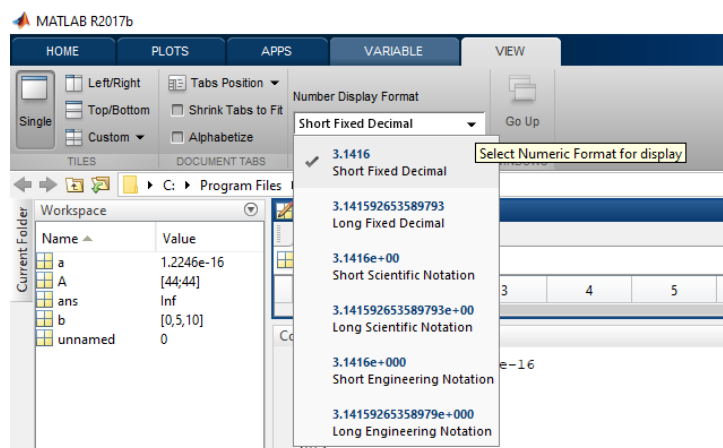 MATLAB R2017b
HOME PLOTS APPS VARIABLE VIEW
Left/Right
Top/Bottom
Custom
Single
TILES
Tabs Position
Shrink Tabs to Fit
Alphabetize
DOCUMENT TABS
Number Display Format
Short Fixed Decimal
Go Up
Select Numeric Format for display
C: Program Files
Current Folder
Workspace
Name Value
a 1.2246e-16
A [44;44]
ans Inf
b [0,5,10]
unnamed 0
3.1416
Short Fixed Decimal
3.141592653589793
Long Fixed Decimal
3.1416e+00
Short Scientific Notation
3.141592653589793e+00
Long Scientific Notation
3.1416e+000
Short Engineering Notation
3.14159265358979e+000
Long Engineering Notation
3 4 5
e-16